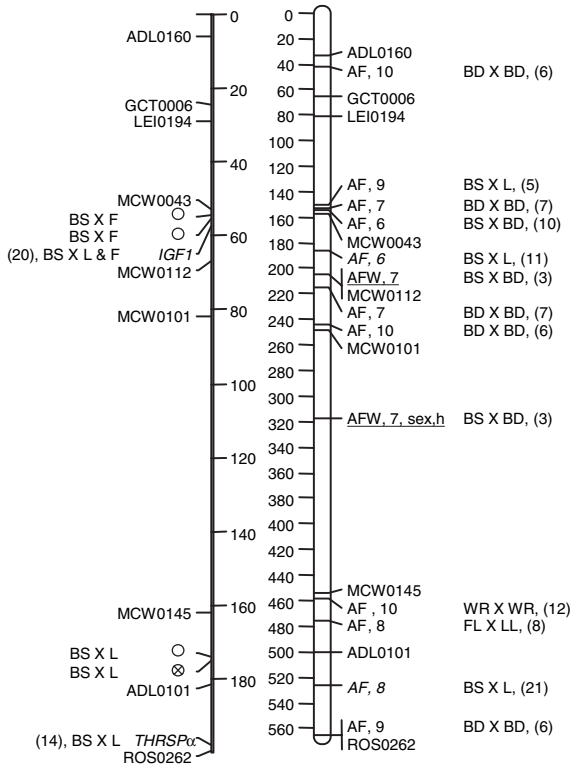 0 0
20
ADL0160 ADL0160
40 AF, 10 BD X BD, (6)
20 60
GCT0006 GCT0006
80 LEI0194
LEI0194
100
40 120
140 AF, 9 BS X L, (5)
MCW0043 AF, 7 BD X BD, (7)
BS X F 160 AF, 6 BS X BD, (10)
BS X F 60 MCW0043
(20), BS X L & F IGF1 180 AF, 6 BS X L, (11)
MCW0112 200 AFW, 7 BS X BD, (3)
MCW0112
220 AF, 7 BD X BD, (7)
MCW0101 80 240 AF, 10 BD X BD, (6)
260 MCW0101
280
100 300
320 AFW, 7, sex,h BS X BD, (3)
340
120 360
380
400
140 420
440
MCW0145
MCW0145 160 460 AF , 10 WR X WR, (12)
480 AF, 8 FL X LL, (8)
BS X L 500 ADL0101
BS X L 180 520
ADL0101 AF, 8 BS X L, (21)
540
(14), BS X L THRSPα 560 AF, 9 BD X BD, (6)
ROS0262 ROS0262